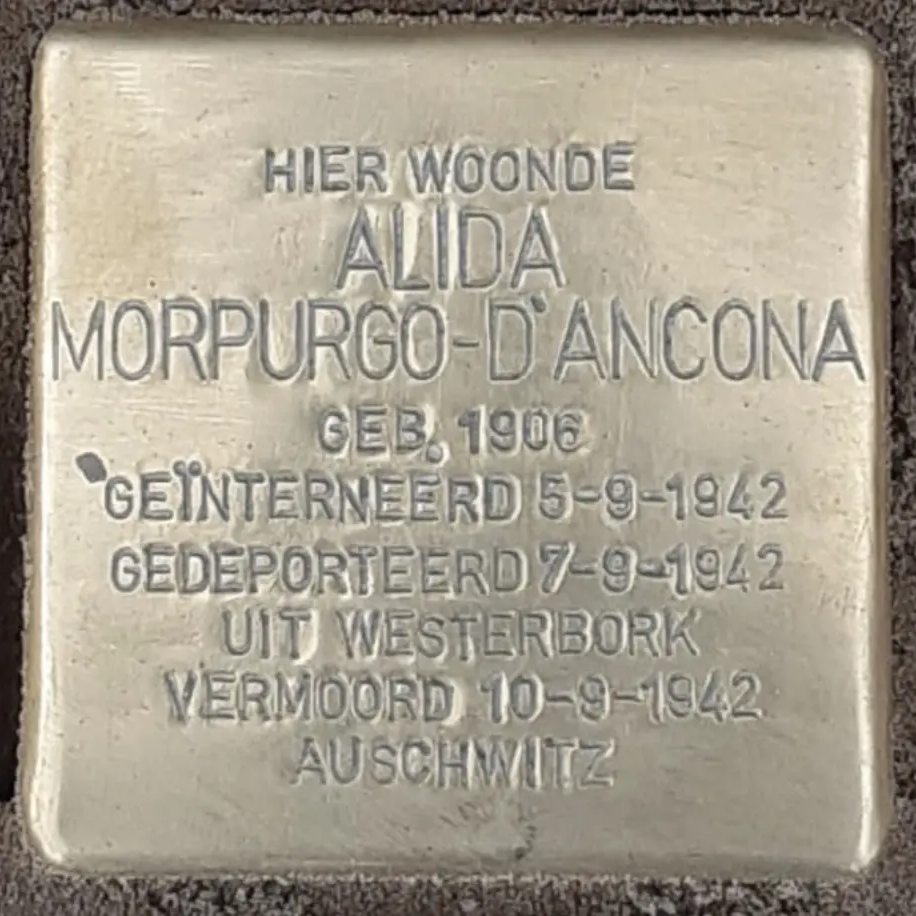 HIER WOONDE
ALIDA
MORPURGO-D'ANCONA
GEB. 1906
GEÏNTERNEERD 5-9-1942
GEDEPORTEERD 7-9-1942
UIT WESTERBORK
VERMOORD 10-9-1942
AUSCHWITZ